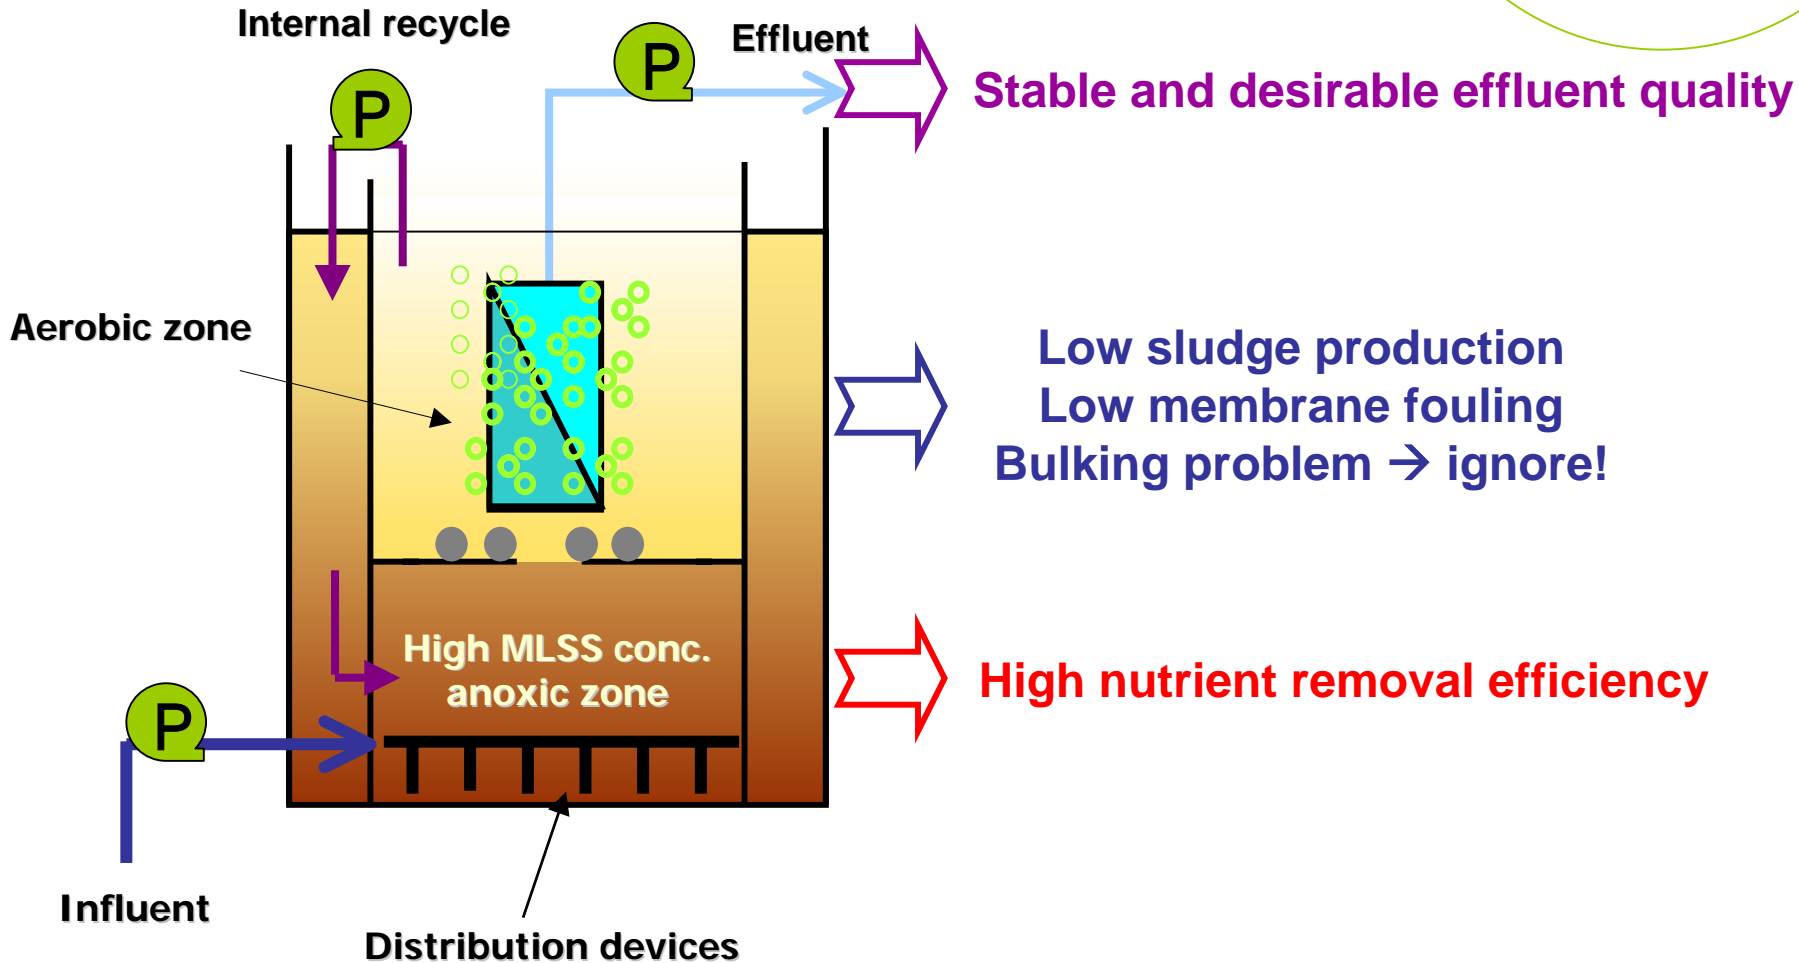 Internal recycle
P
P
Effluent
Stable and desirable effluent quality
Aerobic zone
Low sludge production
Low membrane fouling
Bulking problem → ignore!
High MLSS conc.
anoxic zone
High nutrient removal efficiency
P
Influent
Distribution devices